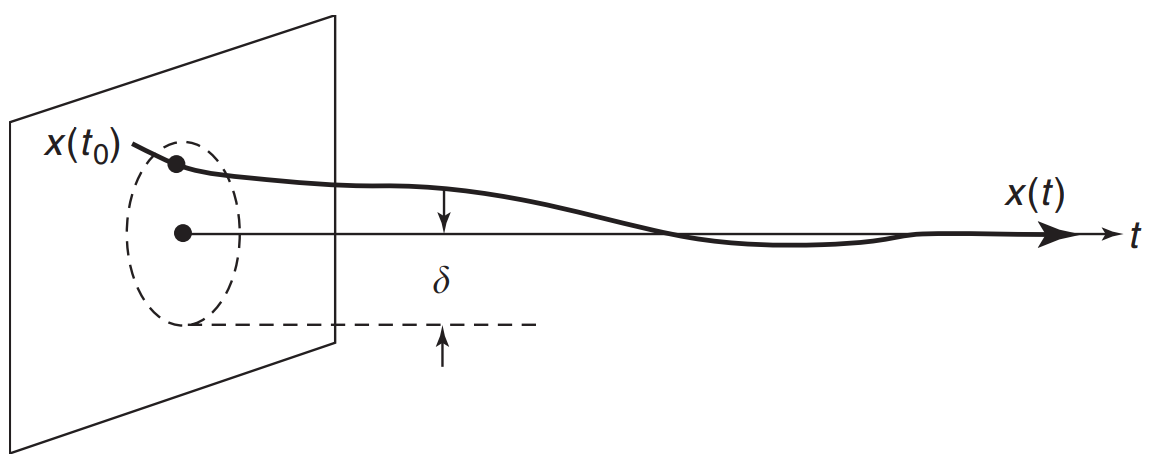 x(t₀)
x(t)
t
δ